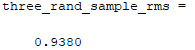 three_rand_sample_rms =
0.9380